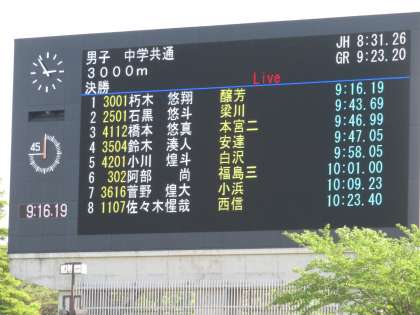 男子 中学共通
JH 8:31.26
3000m
GR 9:23.20
決勝
Live
1 3001 朽木 悠翔 醸芳 9:16.19
2 2501 石黒 悠斗 梁川 9:43.69
3 4112 橋本 悠真 本宮二 9:46.99
4 3504 鈴木 湊人 安達 9:47.05
5 4201 小川 煌斗 白沢 9:58.05
6 302 阿部 尚 福島三 10:01.00
7 3616 菅野 煌大 小浜 10:09.23
8 1107 佐々木惺哉 西信 10:23.40
45
9:16.19